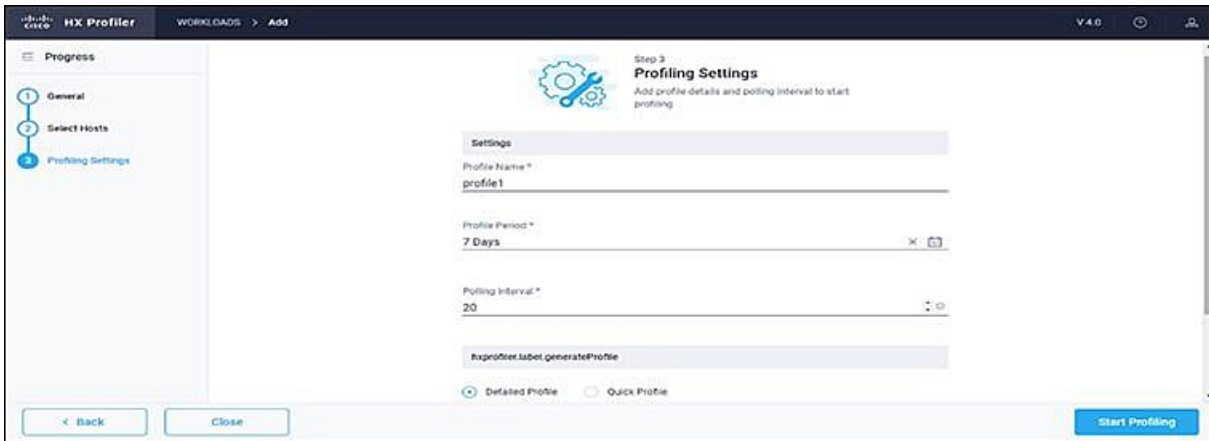 cisco HX Profiler WORKLOADS > Add V 4.0
Progress
1 General
2 Select Hosts
3 Profiling Settings
Step 3
Profiling Settings
Add profile details and polling interval to start
profiling
Settings
Profile Name *
profile1
Profile Period *
7 Days
Polling Interval *
20
hxprofiler.label.generateProfile
Detailed Profile Quick Profile
< Back Close Start Profiling